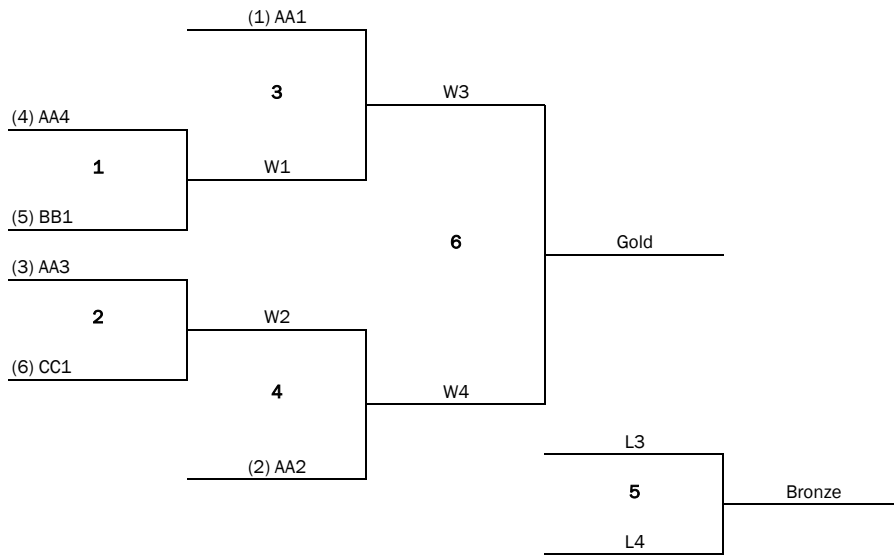 (1) AA1
3
W3
(4) AA4
1
W1
(5) BB1
6
Gold
(3) AA3
2
W2
(6) CC1
4
W4
(2) AA2
L3
5
Bronze
L4